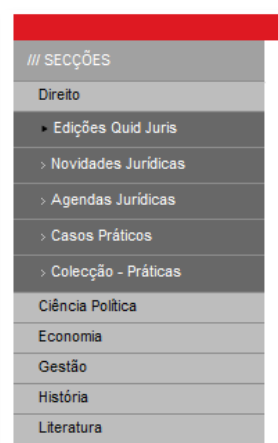 /// SECÇÕES
Direito
Edições Quid Juris
> Novidades Jurídicas
> Agendas Jurídicas
> Casos Práticos
> Colecção - Práticas
Ciência Política
Economia
Gestão
História
Literatura